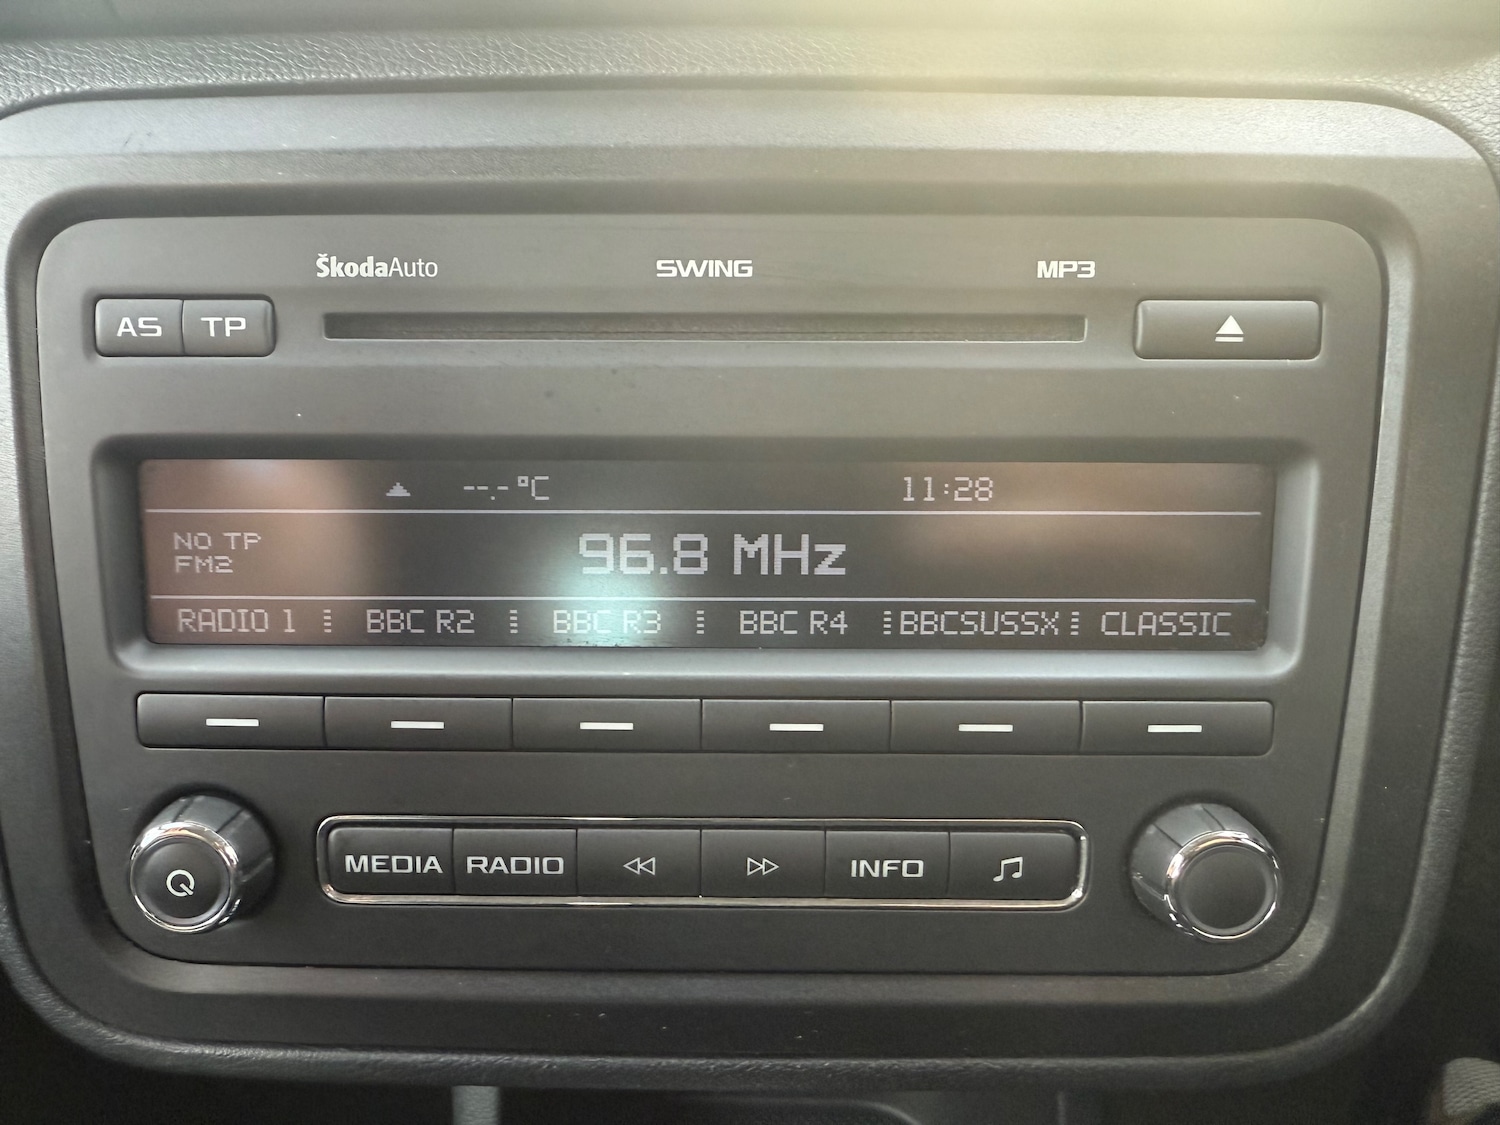 ŠkodaAuto SWING MP3
AS TP
--.-°C 11:28
NO TP
FM2
96.8 MHz
RADIO 1 BBC R2 BBC R3 BBC R4 BBCSUSSX CLASSIC
MEDIA RADIO INFO